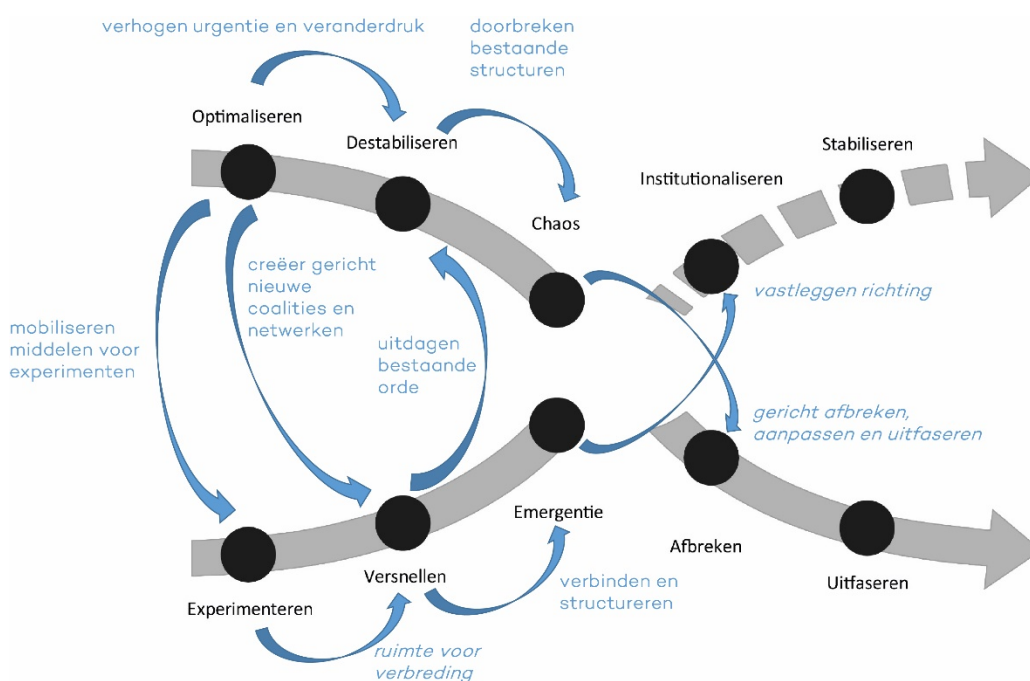 verhogen urgentie en veranderdruk
doorbreken
bestaande
structuren
Optimaliseren
Destabiliseren
Stabiliseren
Institutionaliseren
Chaos
creëer gericht
nieuwe
coalities en
netwerken
vastleggen richting
mobiliseren
middelen voor
experimenten
uitdagen
bestaande
orde
gericht afbreken,
aanpassen en uitfaseren
Emergentie
Afbreken
Versnellen
verbinden en
structureren
Uitfaseren
Experimenteren
ruimte voor
verbreding